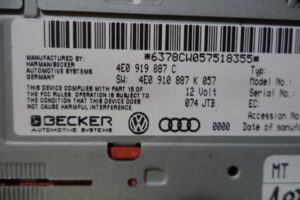 *6378CW057518355*
MANUFACTURED BY:
HARMAN/BECKER
AUTOMOTIVE SYSTEMS
GERMANY
4E0 919 887 C
SW: 4E0 910 887 K 057
Typ:
Model No.:
THIS DEVICE COMPLIES WITH PART 15 OF
THE FCC RULES. OPERATION IS SUBJECT TO
THE CONDITION THAT THIS DEVICE DOES
NOT CAUSE HARMFUL INTERFERENCE
12 Volt
074 JTB
Serial No.:
EC:
BECKER
AUTOMOTIVE SYSTEMS
0000
Date of manufa
MT